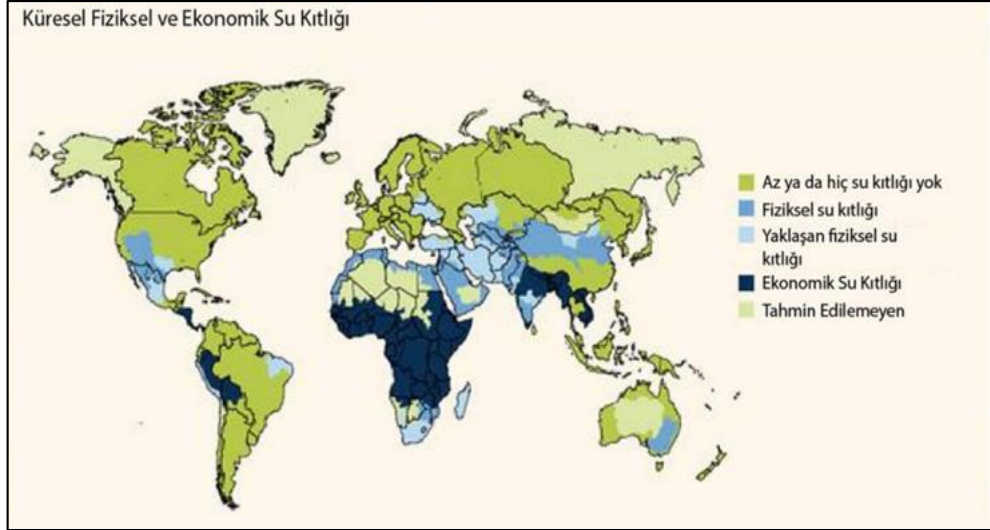 Küresel Fiziksel ve Ekonomik Su Kıtlığı
Az ya da hiç su kıtlığı yok
Fiziksel su kıtlığı
Yaklaşan fiziksel su
kıtlığı
Ekonomik Su Kıtlığı
Tahmin Edilemeyen